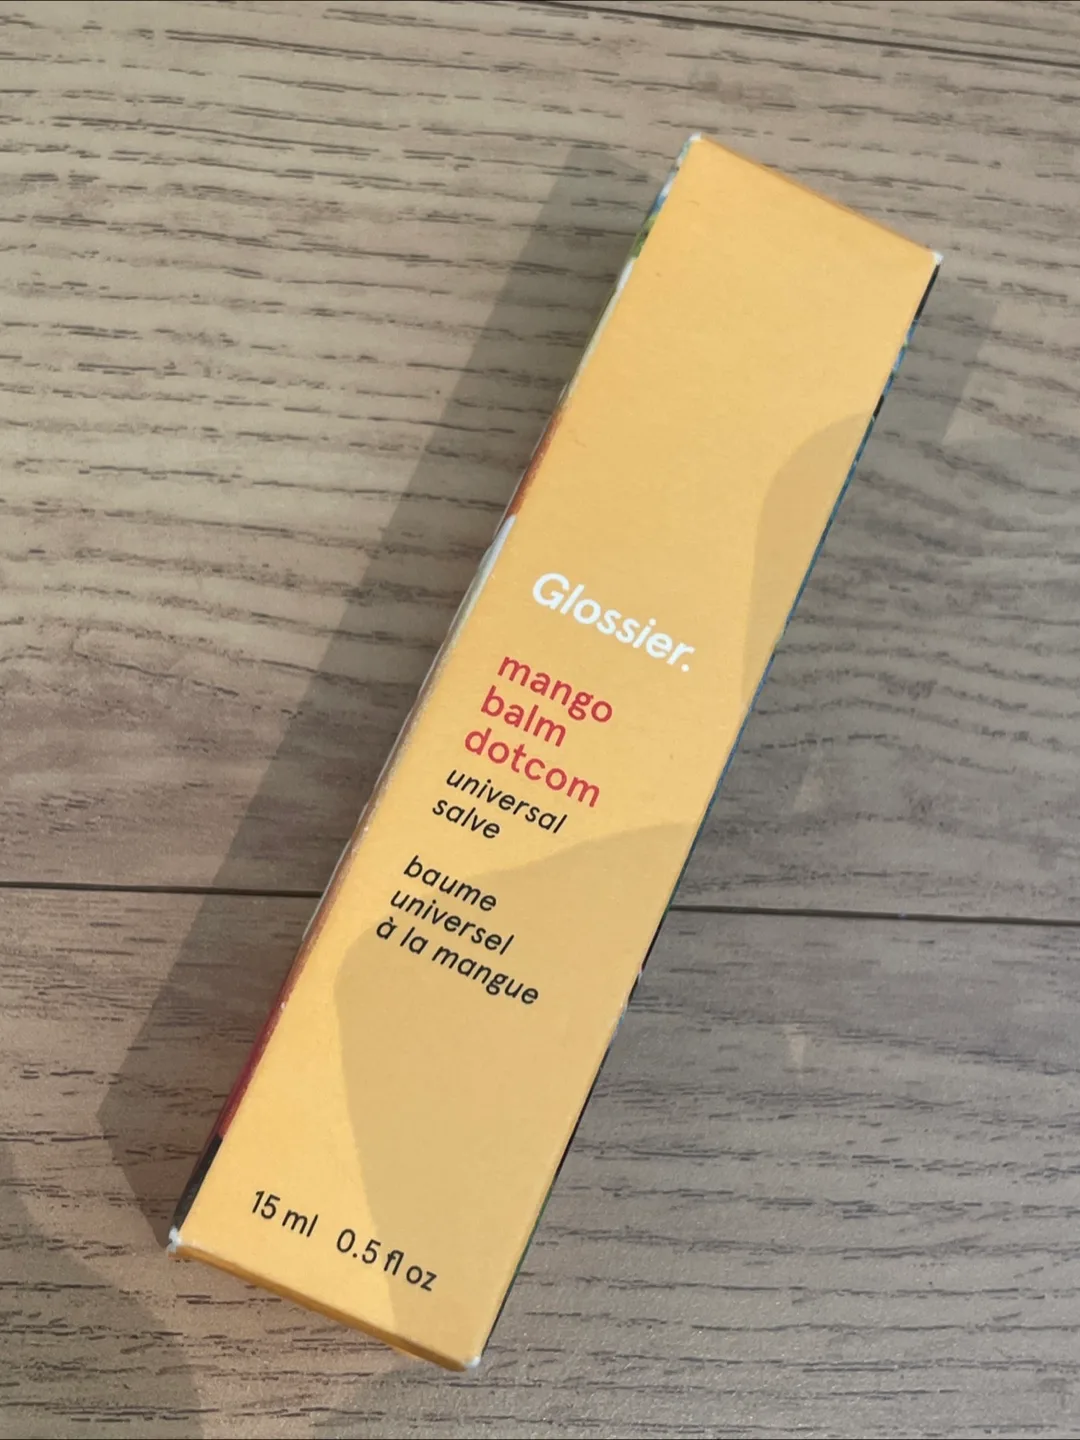 Glossier.
mango
balm
dotcom
universal
salve
baume
universel
à la mangue
15 ml 0.5 fl oz